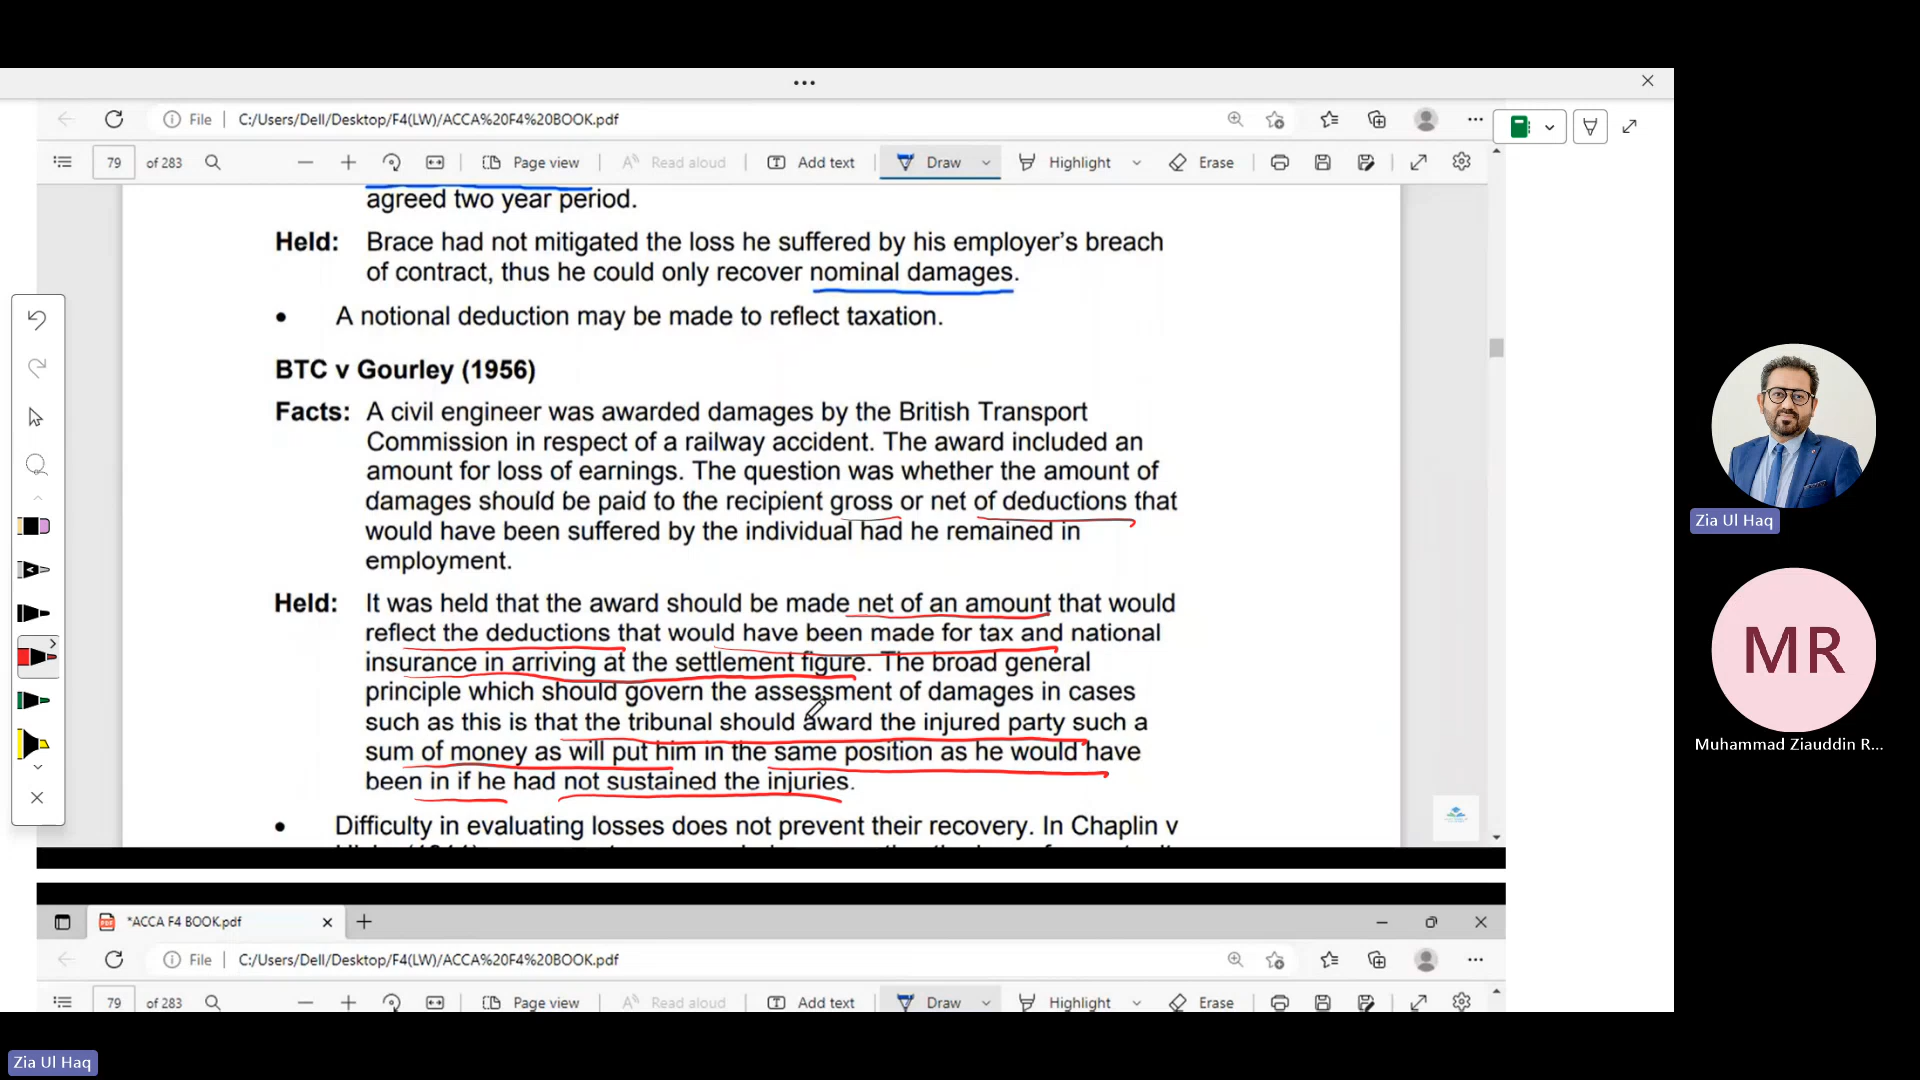 File
C:/Users/Dell/Desktop/F4(LW)/ACCA%20F4%20BOOK.pdf
79 of 283
Page view
Read aloud
Add text
Draw
Highlight
Erase
agreed two year period.
Held: Brace had not mitigated the loss he suffered by his employer's breach
of contract, thus he could only recover nominal damages.
• A notional deduction may be made to reflect taxation.
BTC v Gourley (1956)
Facts: A civil engineer was awarded damages by the British Transport
Commission in respect of a railway accident. The award included an
amount for loss of earnings. The question was whether the amount of
damages should be paid to the recipient gross or net of deductions that
would have been suffered by the individual had he remained in
employment.
Held: It was held that the award should be made net of an amount that would
reflect the deductions that would have been made for tax and national
insurance in arriving at the settlement figure. The broad general
principle which should govern the assessment of damages in cases
such as this is that the tribunal should award the injured party such a
sum of money as will put him in the same position as he would have
been in if he had not sustained the injuries.
• Difficulty in evaluating losses does not prevent their recovery. In Chaplin v
*ACCA F4 BOOK.pdf
File
C:/Users/Dell/Desktop/F4(LW)/ACCA%20F4%20BOOK.pdf
79 of 283
Page view
Read aloud
Add text
Draw
Highlight
Erase
Zia Ul Haq
MR
Muhammad Ziauddin R...
Zia Ul Haq